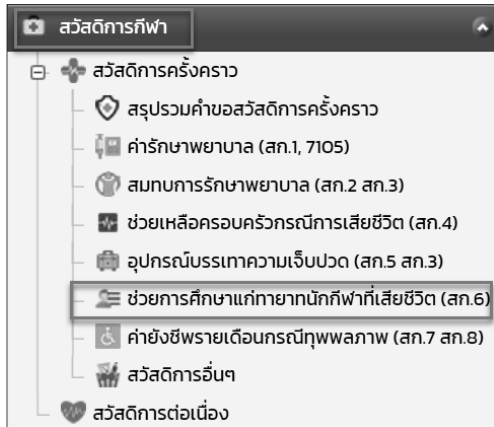 สวัสดิการกีฬา
สวัสดิการครั้งคราว
สรุปรวมคำขอสวัสดิการครั้งคราว
ค่ารักษาพยาบาล (สก.1, 7105)
สมทบการรักษาพยาบาล (สก.2 สก.3)
ช่วยเหลือครอบครัวกรณีการเสียชีวิต (สก.4)
อุปกรณ์บรรเทาความเจ็บปวด (สก.5 สก.3)
ช่วยการศึกษาแก่ทายาทนักกีฬาที่เสียชีวิต (สก.6)
ค่ายังชีพรายเดือนกรณีทุพพลภาพ (สก.7 สก.8)
สวัสดิการอื่นๆ
สวัสดิการต่อเนื่อง